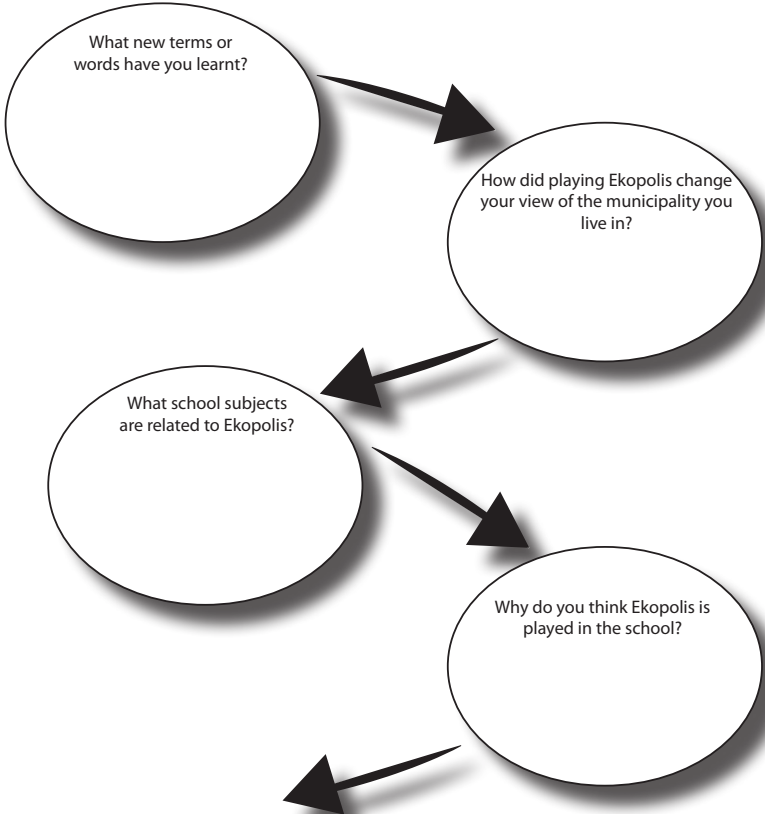 What new terms or
words have you learnt?
How did playing Ekopolis change
your view of the municipality you
live in?
What school subjects
are related to Ekopolis?
Why do you think Ekopolis is
played in the school?